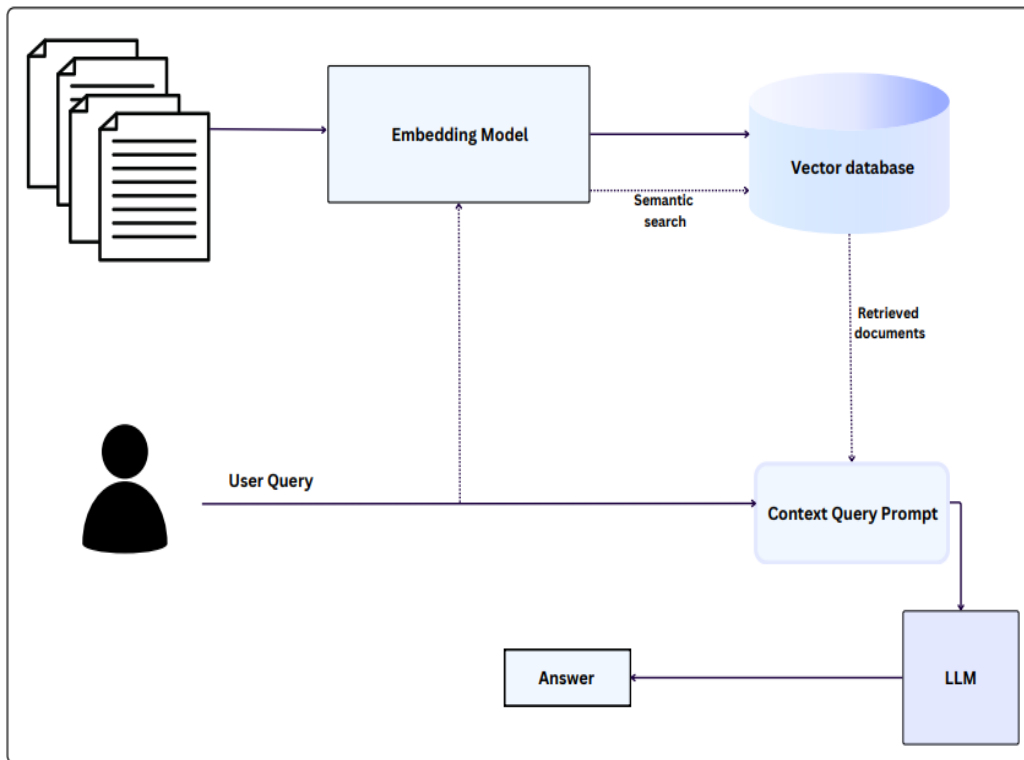 Embedding Model
Vector database
Semantic
search
Retrieved
documents
User Query
Context Query Prompt
Answer
LLM